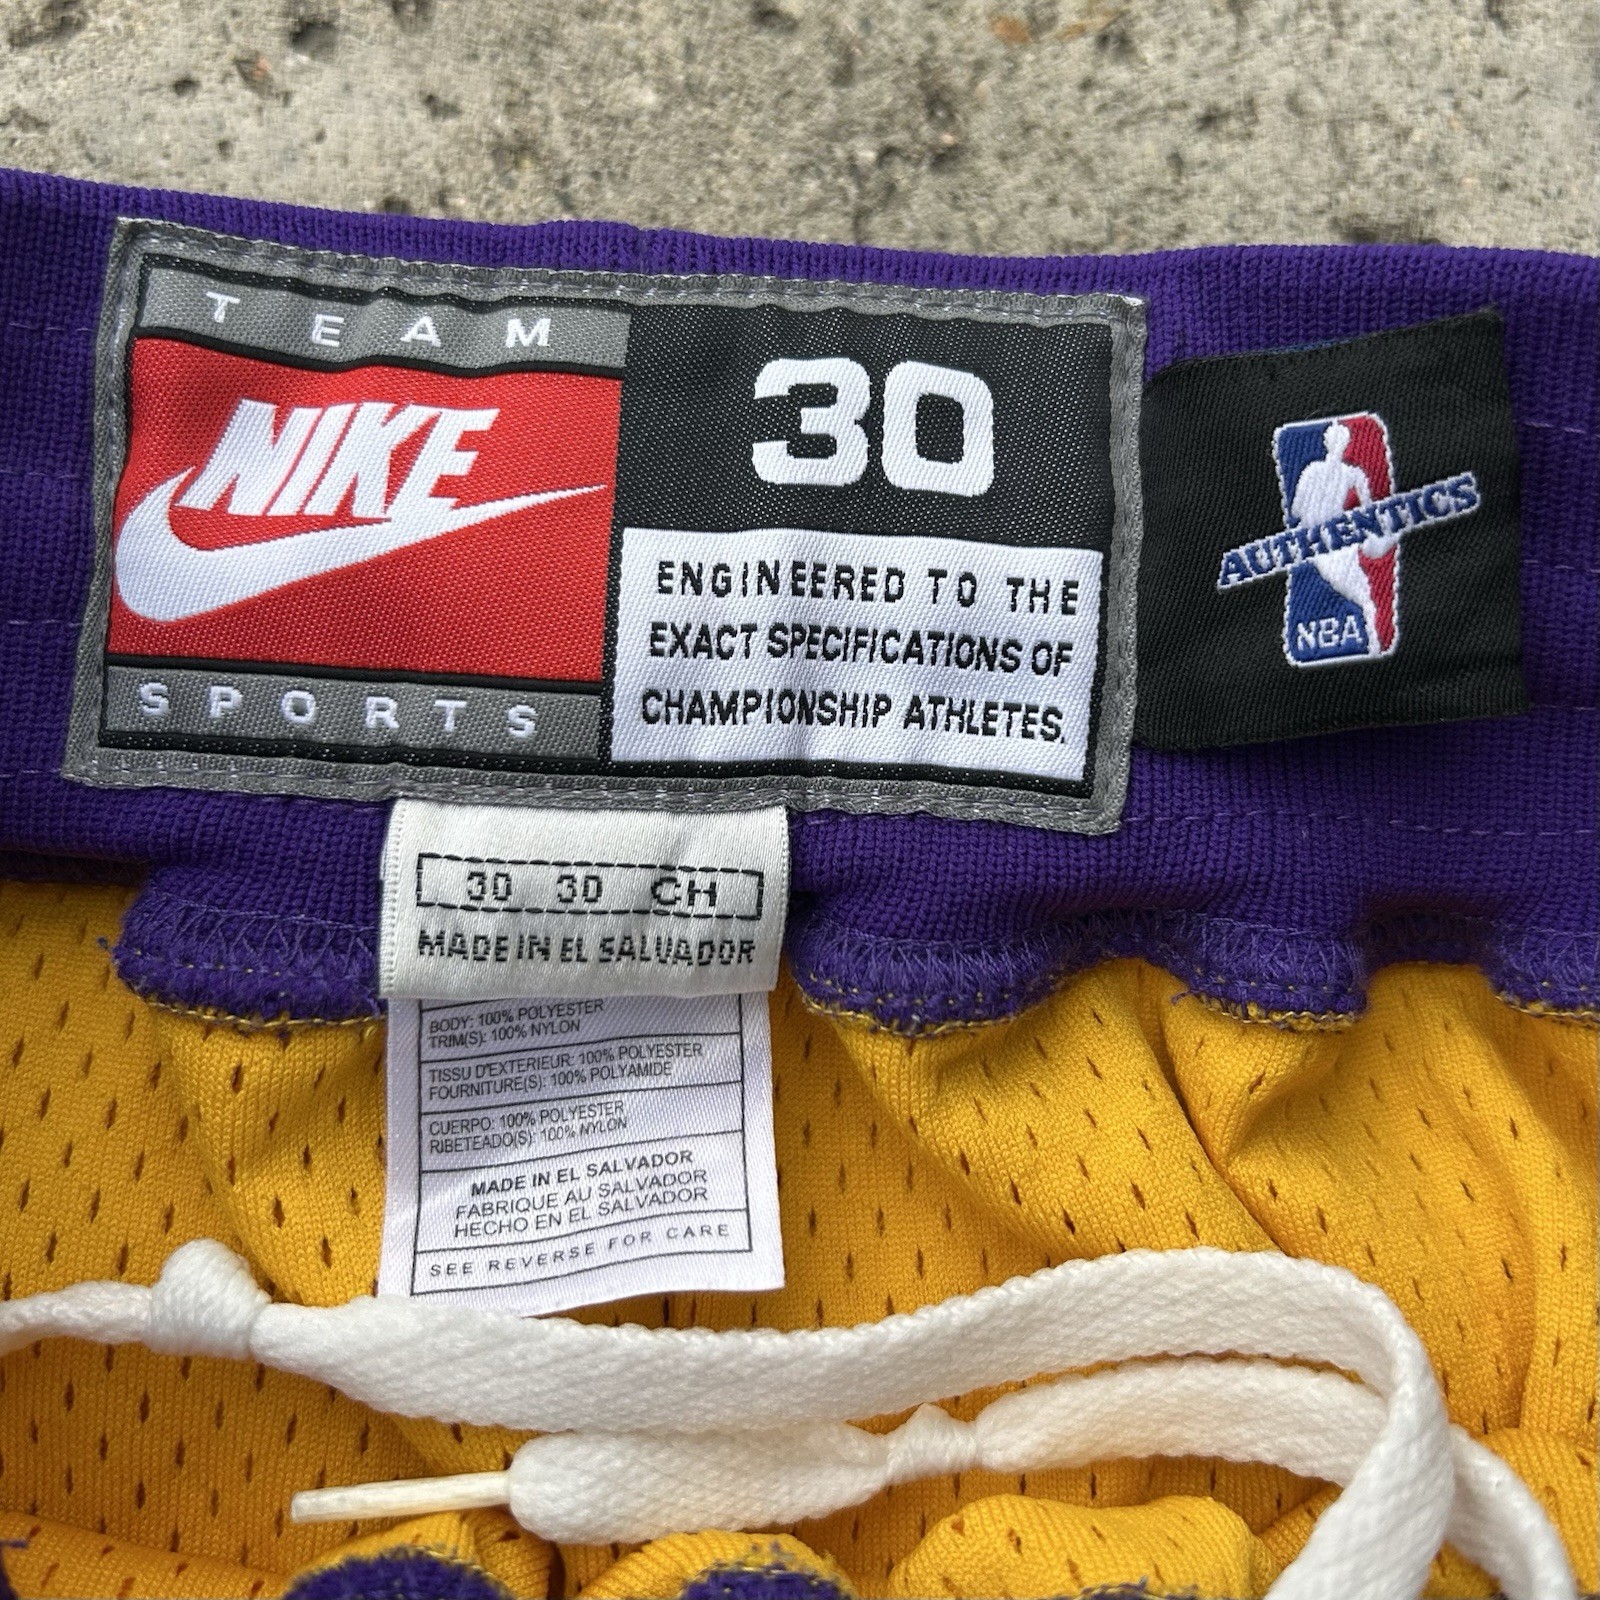 TEAM
NIKE
SPORTS
30
ENGINEERED TO THE
EXACT SPECIFICATIONS OF
CHAMPIONSHIP ATHLETES.
AUTHENTICS
NBA
30 30 CH
MADE IN EL SALVADOR
BODY: 100% POLYESTER
TRIM(S): 100% NYLON
TISSU D'EXTERIEUR: 100% POLYESTER
FOURNITURE(S): 100% POLYAMIDE
CUERPO: 100% POLYESTER
RIBETEADO(S): 100% NYLON
MADE IN EL SALVADOR
FABRIQUE AU SALVADOR
HECHO EN EL SALVADOR
SEE REVERSE FOR CARE